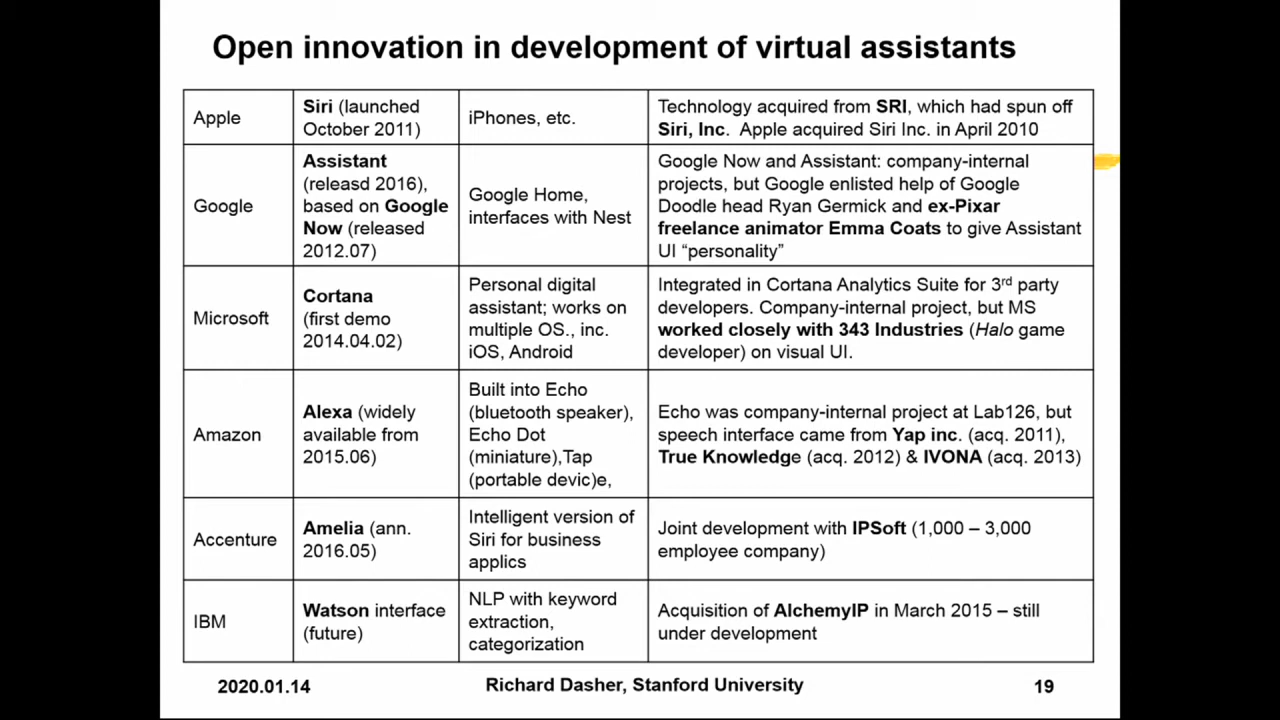 Open innovation in development of virtual assistants
Apple
Siri (launched
October 2011)
iPhones, etc.
Technology acquired from SRI, which had spun off
Siri, Inc.  Apple acquired Siri Inc. in April 2010
Google
Assistant
(releasd 2016),
based on Google
Now (released
2012.07)
Google Home,
interfaces with Nest
Google Now and Assistant: company-internal
projects, but Google enlisted help of Google
Doodle head Ryan Germick and ex-Pixar
freelance animator Emma Coats to give Assistant
UI “personality”
Microsoft
Cortana
(first demo
2014.04.02)
Personal digital
assistant; works on
multiple OS., inc.
iOS, Android
Integrated in Cortana Analytics Suite for 3rd party
developers. Company-internal project, but MS
worked closely with 343 Industries (Halo game
developer) on visual UI.
Amazon
Alexa (widely
available from
2015.06)
Built into Echo
(bluetooth speaker),
Echo Dot
(miniature),Tap
(portable devic)e,
Echo was company-internal project at Lab126, but
speech interface came from Yap inc. (acq. 2011),
True Knowledge (acq. 2012) & IVONA (acq. 2013)
Accenture
Amelia (ann.
2016.05)
Intelligent version of
Siri for business
applics
Joint development with IPSoft (1,000 – 3,000
employee company)
IBM
Watson interface
(future)
NLP with keyword
extraction,
categorization
Acquisition of AlchemyIP in March 2015 – still
under development
2020.01.14
Richard Dasher, Stanford University
19